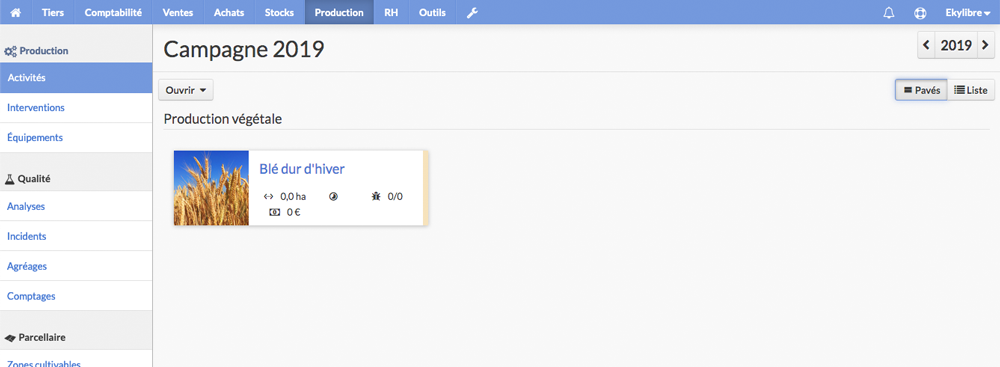 Tiers Comptabilité Ventes Achats Stocks Production RH Outils Ekylibre
Production
Activités
Interventions
Équipements
Qualité
Analyses
Incidents
Agréages
Comptages
Parcellaire
Zones cultivables
Campagne 2019
2019
Ouvrir
Pavés Liste
Production végétale
Blé dur d'hiver
0,0 ha 0/0
0 €